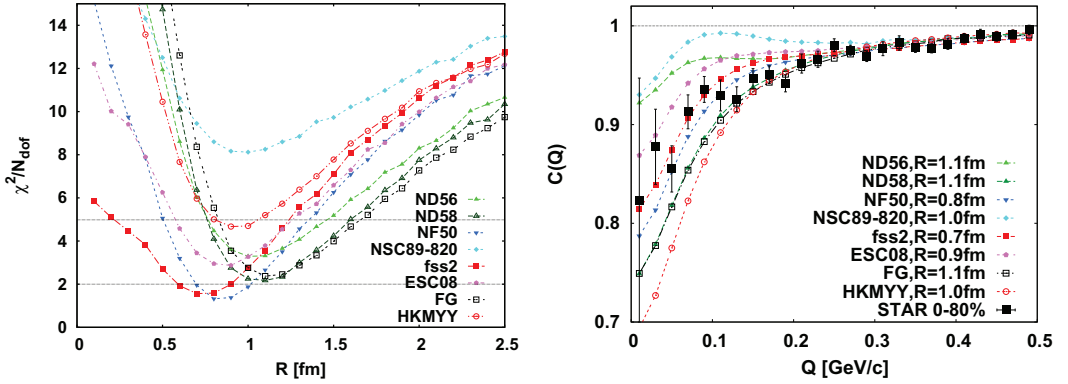 14
12
10
8
6
5
4
2
0
χ²/N_dof
0 0.5 1 1.5 2 2.5
R [fm]
ND56
ND58
NF50
NSC89-820
fss2
ESC08
FG
HKMYY
1
0.9
0.8
0.7
C(Q)
0 0.1 0.2 0.3 0.4 0.5
Q [GeV/c]
ND56,R=1.1fm
ND58,R=1.1fm
NF50,R=0.8fm
NSC89-820,R=1.0fm
fss2,R=0.7fm
ESC08,R=0.9fm
FG,R=1.1fm
HKMYY,R=1.0fm
STAR 0-80%